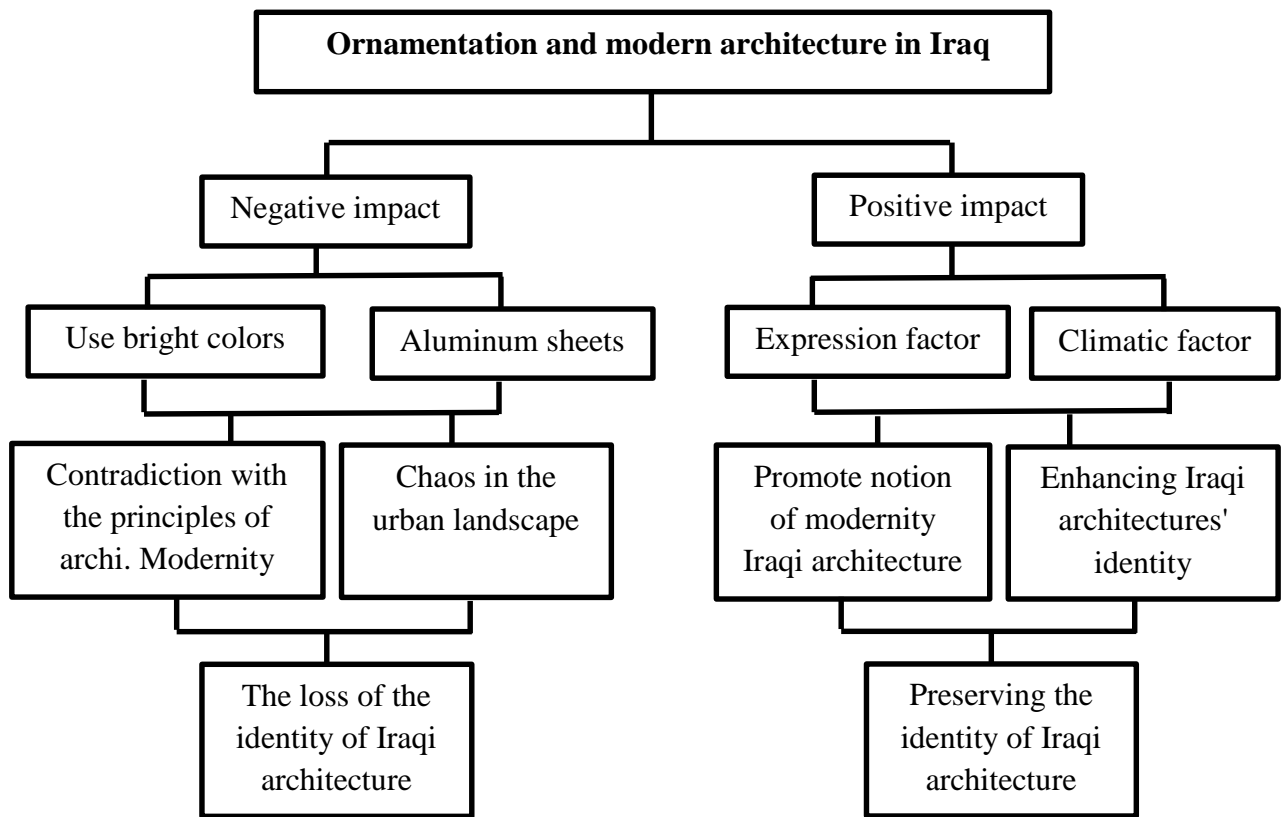 Ornamentation and modern architecture in Iraq
Negative impact
Positive impact
Use bright colors
Aluminum sheets
Expression factor
Climatic factor
Contradiction with
the principles of
archi. Modernity
Chaos in the
urban landscape
Promote notion
of modernity
Iraqi architecture
Enhancing Iraqi
architectures'
identity
The loss of the
identity of Iraqi
architecture
Preserving the
identity of Iraqi
architecture